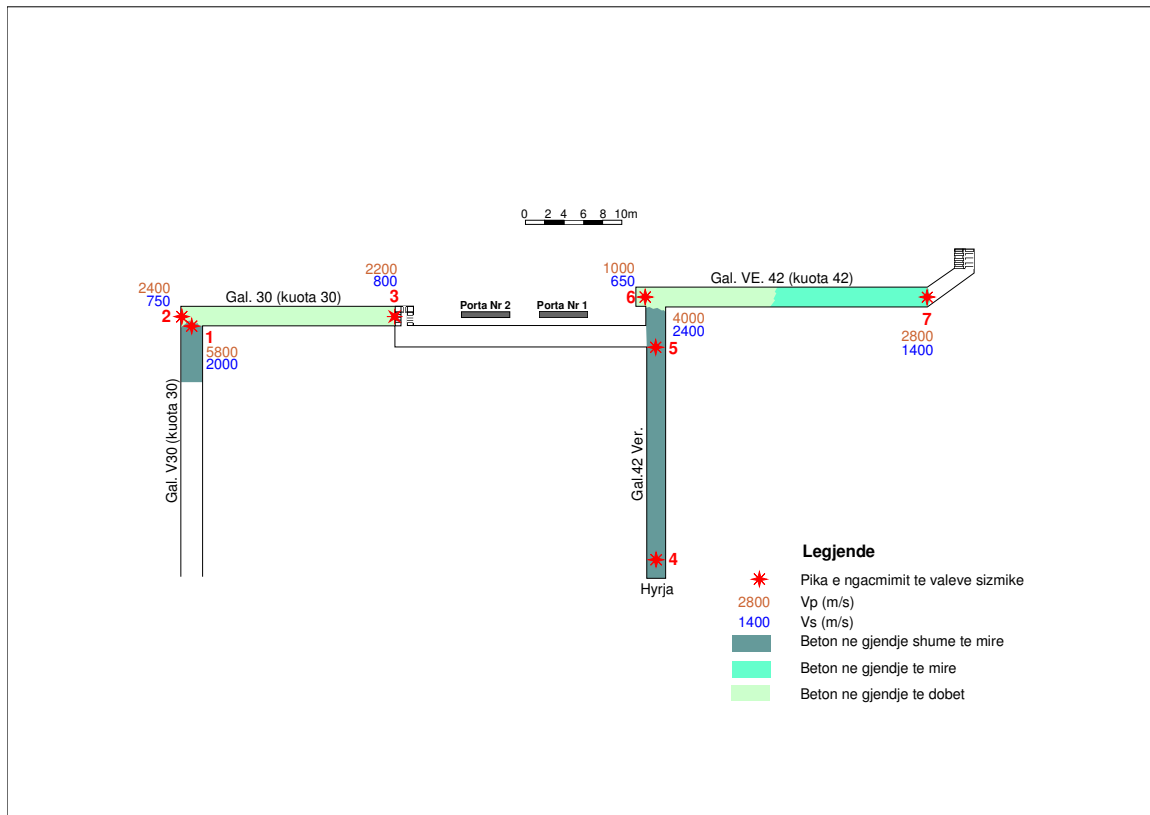 0 2 4 6 8 10m
1000
650
Gal. VE. 42 (kuota 42)
2200
800
3
2400
750
Gal. 30 (kuota 30)
Porta Nr 2
Porta Nr 1
6
2
1
5800
2000
4000
2400
7
2800
1400
5
Gal. V30 (kuota 30)
Gal.42 Ver.
4
Hyrja
Legjende
Pika e ngacmimit te valeve sizmike
2800 Vp (m/s)
1400 Vs (m/s)
Beton ne gjendje shume te mire
Beton ne gjendje te mire
Beton ne gjendje te dobet